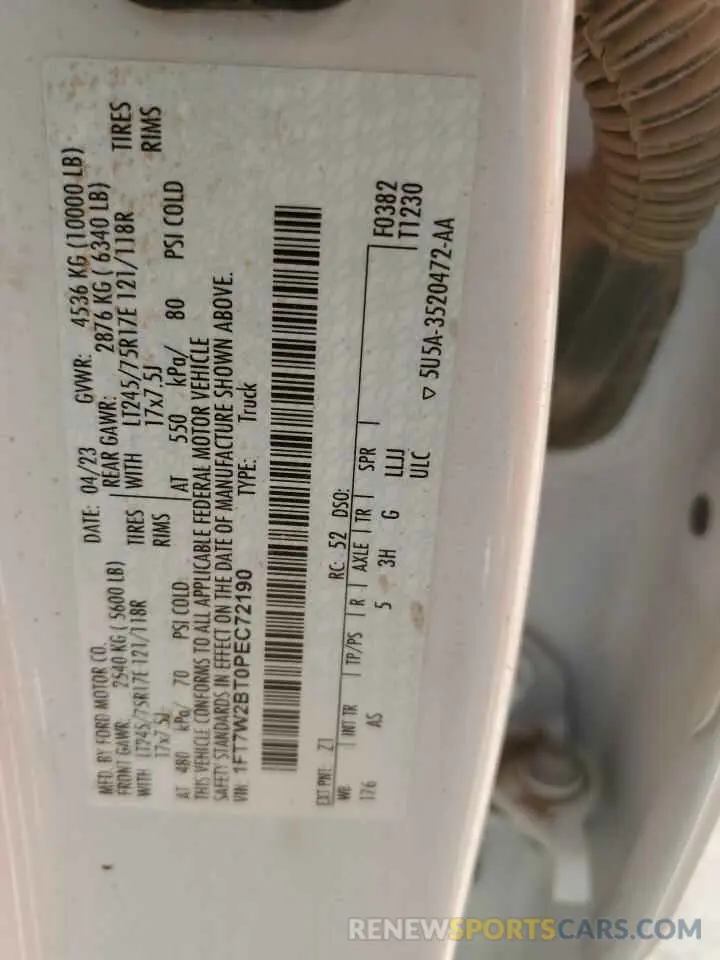 MFD. BY FORD MOTOR CO.
DATE: 04/23 GVWR: 4536 KG (10000 LB)
FRONT GAWR: 2540 KG ( 5600 LB) REAR GAWR: 2876 KG ( 6340 LB)
WITH LT245/75R17E 121/118R TIRES WITH LT245/75R17E 121/118R TIRES
17x7.5J RIMS 17x7.5J RIMS
AT 480 kPa/ 70 PSI COLD AT 550 kPa/ 80 PSI COLD
THIS VEHICLE CONFORMS TO ALL APPLICABLE FEDERAL MOTOR VEHICLE
SAFETY STANDARDS IN EFFECT ON THE DATE OF MANUFACTURE SHOWN ABOVE.
VIN: 1FT7W2BT0PEC72190 TYPE: Truck
EXT PNT: Z1 RC: 52 DSO: F0382
WB INT TR TP/PS R AXLE TR SPR T1230
176 AS 5 3H G LLJJ
ULC ▽ 5U5A-3520472-AA
RENEWSPORTSCARS.COM